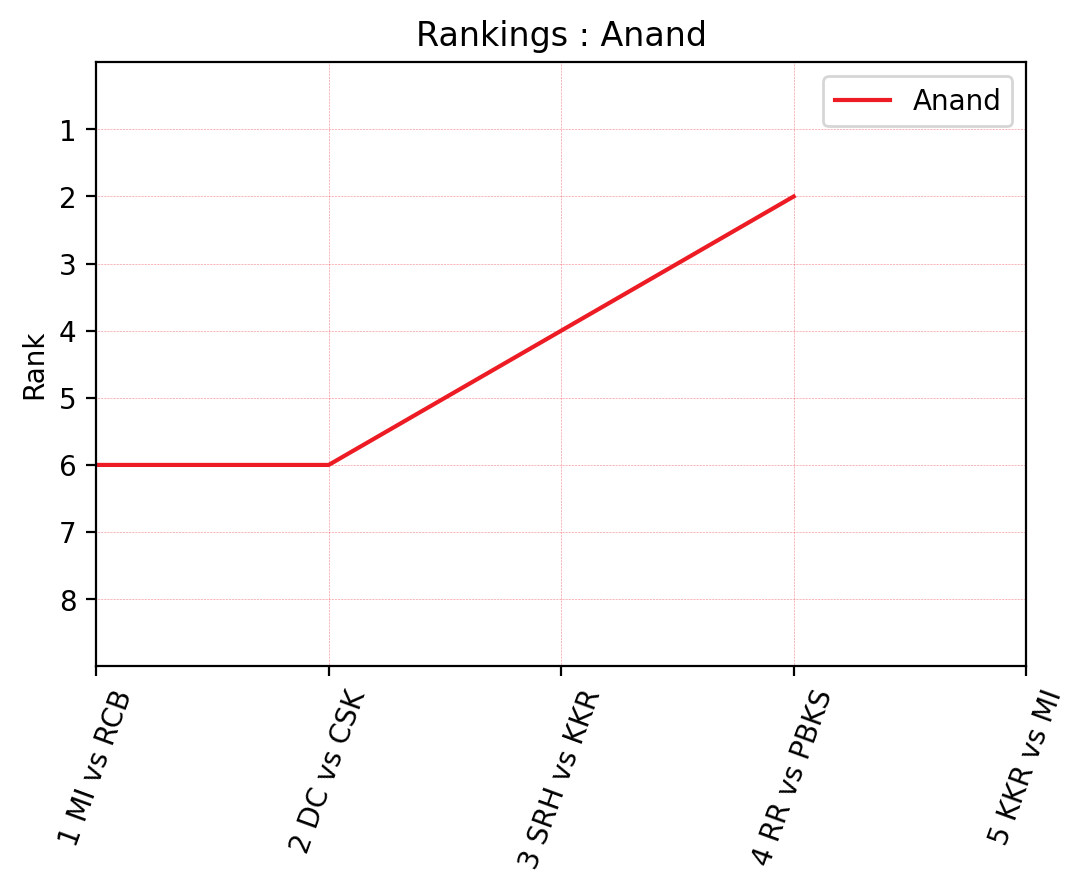 Rankings : Anand
Anand
Rank
1
2
3
4
5
6
7
8
1 MI vs RCB
2 DC vs CSK
3 SRH vs KKR
4 RR vs PBKS
5 KKR vs MI